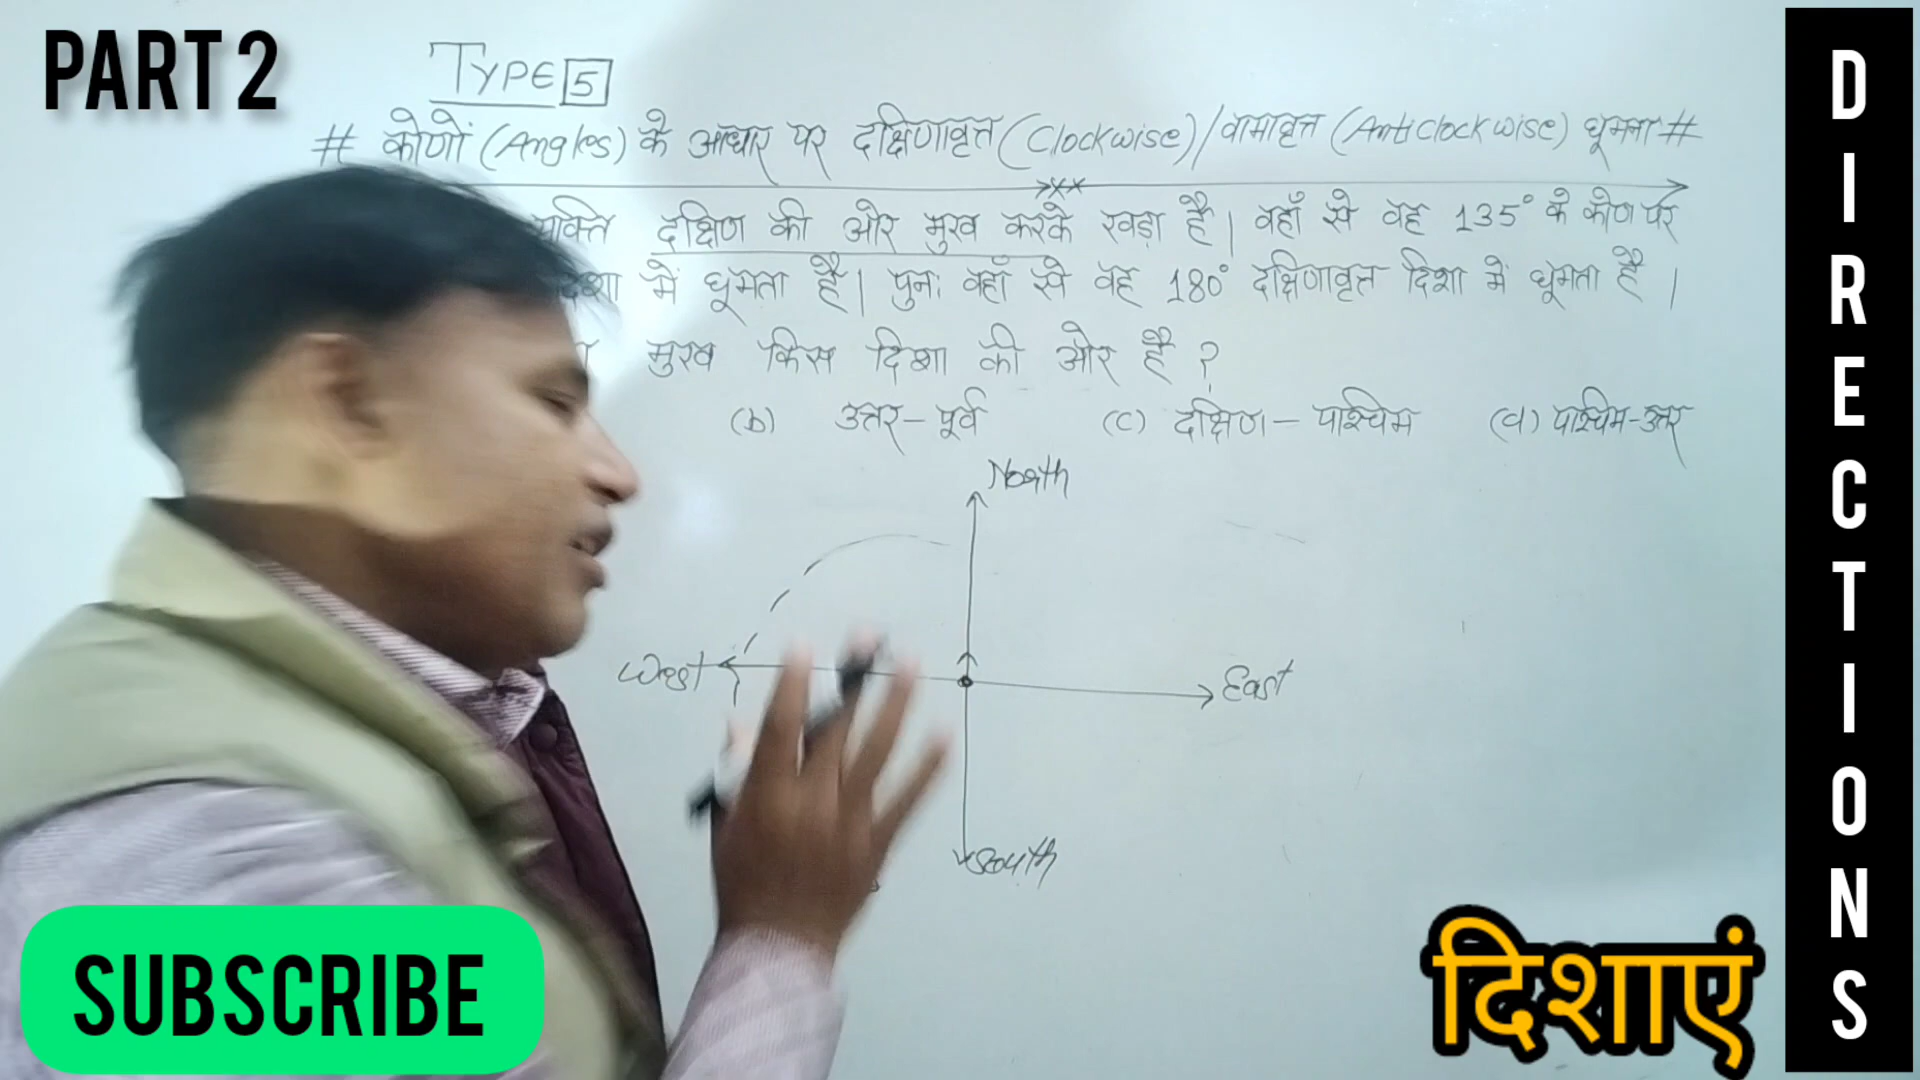 PART 2
TYPE 5
# कोणों (Angles) के आधार पर दक्षिणावृत्त (Clockwise)/वामावृत्त (Anticlockwise) घूमना #
दक्षिण की ओर मुख करके खड़ा है। वहाँ से वह 135° के कोण पर
में घूमता है। पुनः वहाँ से वह 180° दक्षिणावृत्त दिशा में घूमता है।
मुख किस दिशा की ओर है ?
(b) उत्तर-पूर्व (c) दक्षिण-पश्चिम (d) पश्चिम-उत्तर
North
West
East
South
SUBSCRIBE
दिशाएं
DIRECTIONS